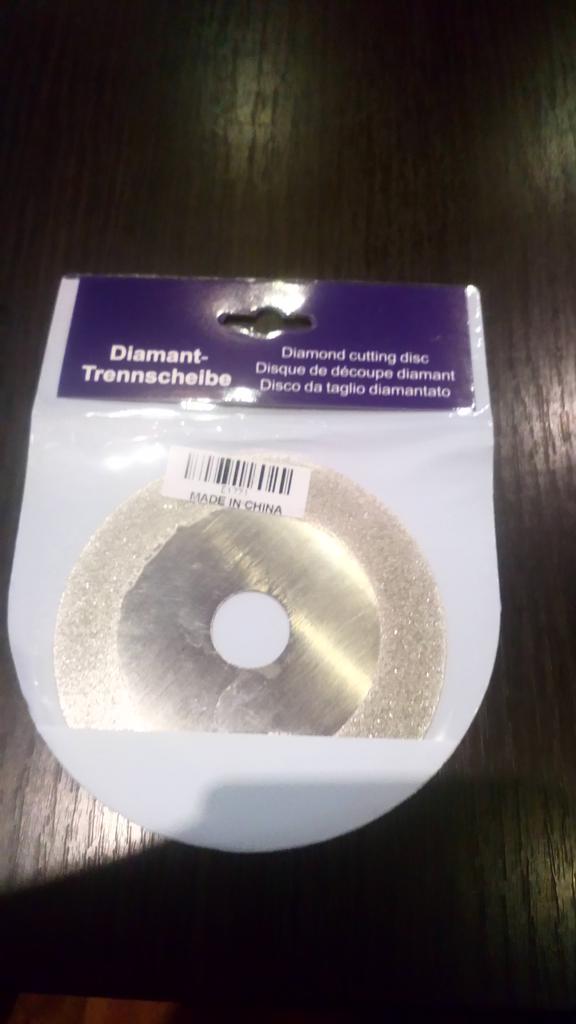 Diamant-
Trennscheibe
Diamond cutting disc
Disque de découpe diamant
Disco da taglio diamantato
MADE IN CHINA